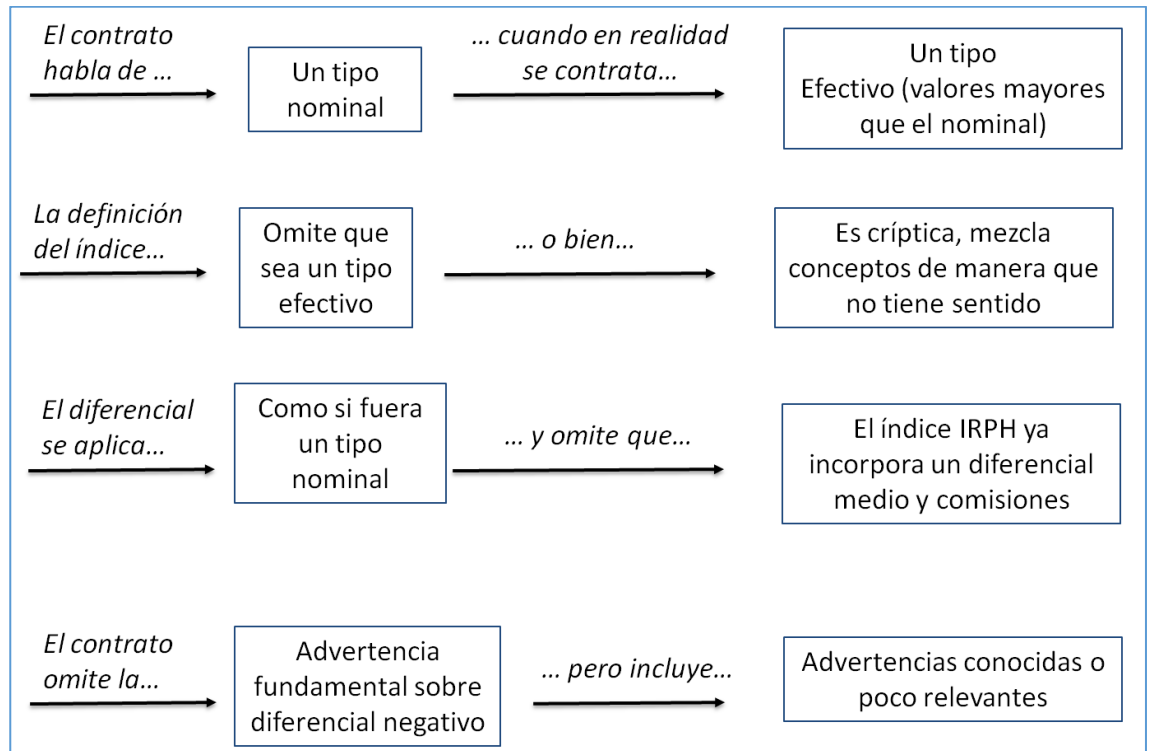 El contrato
habla de ...
Un tipo
nominal
... cuando en realidad
se contrata...
Un tipo
Efectivo (valores mayores
que el nominal)
La definición
del índice...
Omite que
sea un tipo
efectivo
... o bien...
Es críptica, mezcla
conceptos de manera que
no tiene sentido
El diferencial
se aplica...
Como si fuera
un tipo
nominal
... y omite que...
El índice IRPH ya
incorpora un diferencial
medio y comisiones
El contrato
omite la...
Advertencia
fundamental sobre
diferencial negativo
... pero incluye...
Advertencias conocidas o
poco relevantes